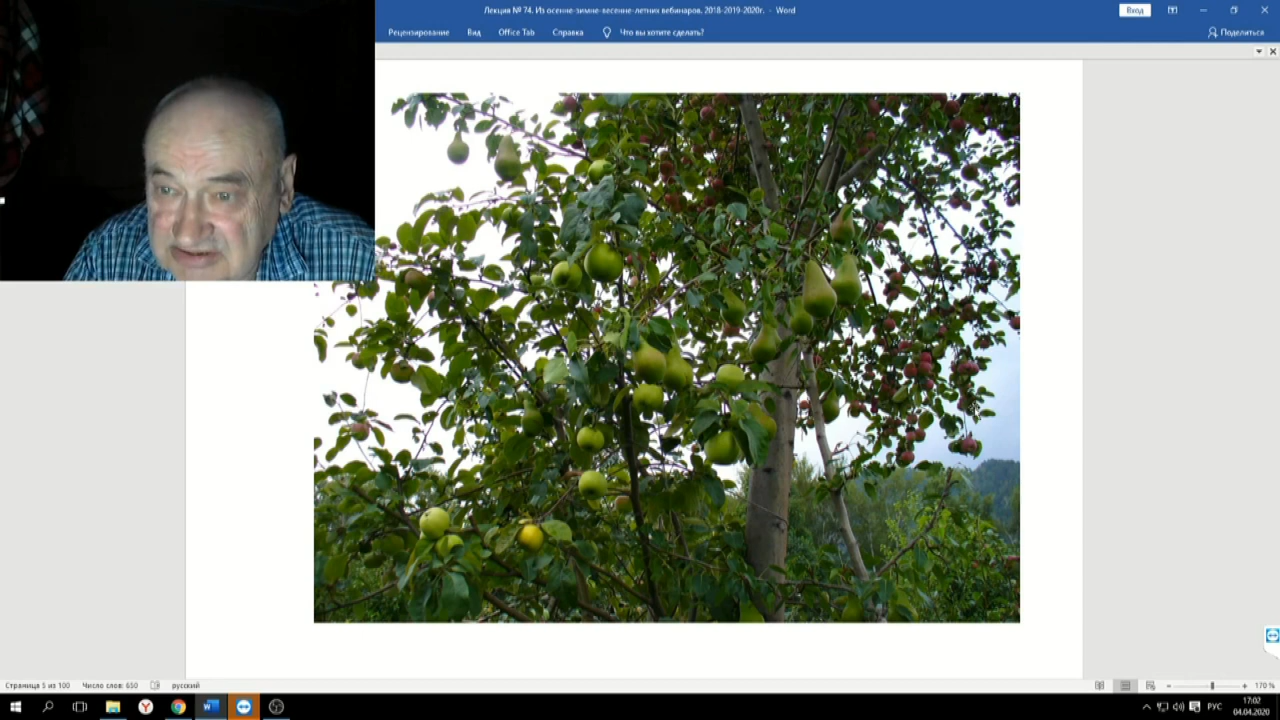 Лекция № 74. Из осенне-зимне-весенне-летних вебинаров, 2018-2019-2020г. - Word
Вход
Рецензирование Вид Office Tab Справка Что вы хотите сделать? Поделиться
Страница 5 из 100 Число слов: 650 русский 170 %
РУС 17:02
04.04.2020